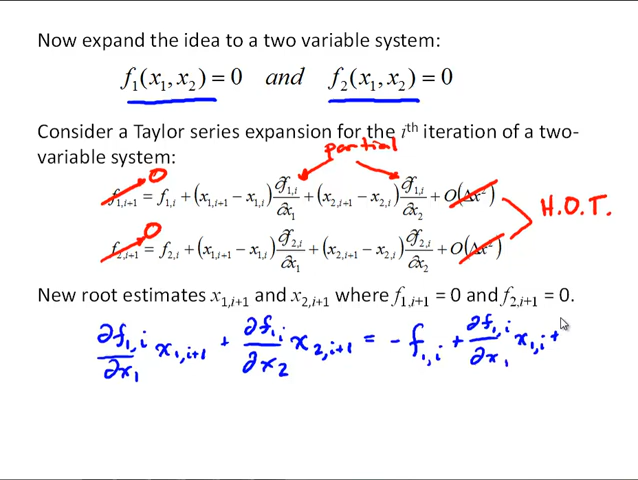 Now expand the idea to a two variable system:
f₁(x₁,x₂) = 0 and f₂(x₁,x₂) = 0
Consider a Taylor series expansion for the iᵗʰ iteration of a two-
variable system:
partial
0
f₁,ᵢ₊₁ = f₁,ᵢ + (x₁,ᵢ₊₁ − x₁,ᵢ) ∂f₁,ᵢ/∂x₁ + (x₂,ᵢ₊₁ − x₂,ᵢ) ∂f₁,ᵢ/∂x₂ + O(Δx²)
H.O.T.
0
f₂,ᵢ₊₁ = f₂,ᵢ + (x₁,ᵢ₊₁ − x₁,ᵢ) ∂f₂,ᵢ/∂x₁ + (x₂,ᵢ₊₁ − x₂,ᵢ) ∂f₂,ᵢ/∂x₂ + O(Δx²)
New root estimates x₁,ᵢ₊₁ and x₂,ᵢ₊₁ where f₁,ᵢ₊₁ = 0 and f₂,ᵢ₊₁ = 0.
∂f₁,ᵢ/∂x₁ x₁,ᵢ₊₁ + ∂f₁,ᵢ/∂x₂ x₂,ᵢ₊₁ = − f₁,ᵢ + ∂f₁,ᵢ/∂x₁ x₁,ᵢ +